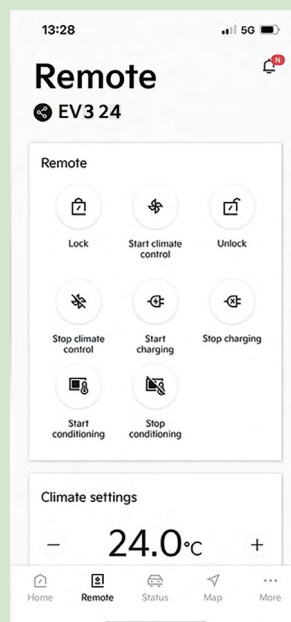 13:28 5G
Remote
N
EV3 24
Remote
Lock
Start climate
control
Unlock
Stop climate
control
Start
charging
Stop charging
Start
conditioning
Stop
conditioning
Climate settings
− 24.0°C +
Home Remote Status Map More